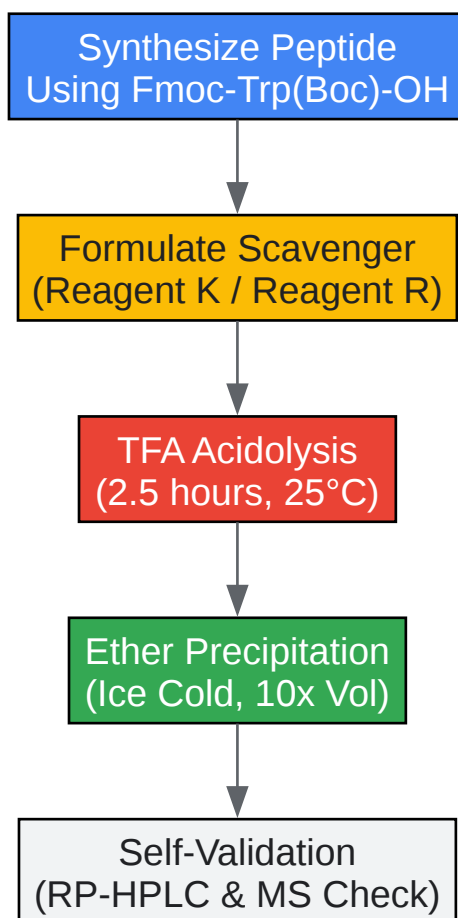 Synthesize Peptide
Using Fmoc-Trp(Boc)-OH
Formulate Scavenger
(Reagent K / Reagent R)
TFA Acidolysis
(2.5 hours, 25°C)
Ether Precipitation
(Ice Cold, 10x Vol)
Self-Validation
(RP-HPLC & MS Check)